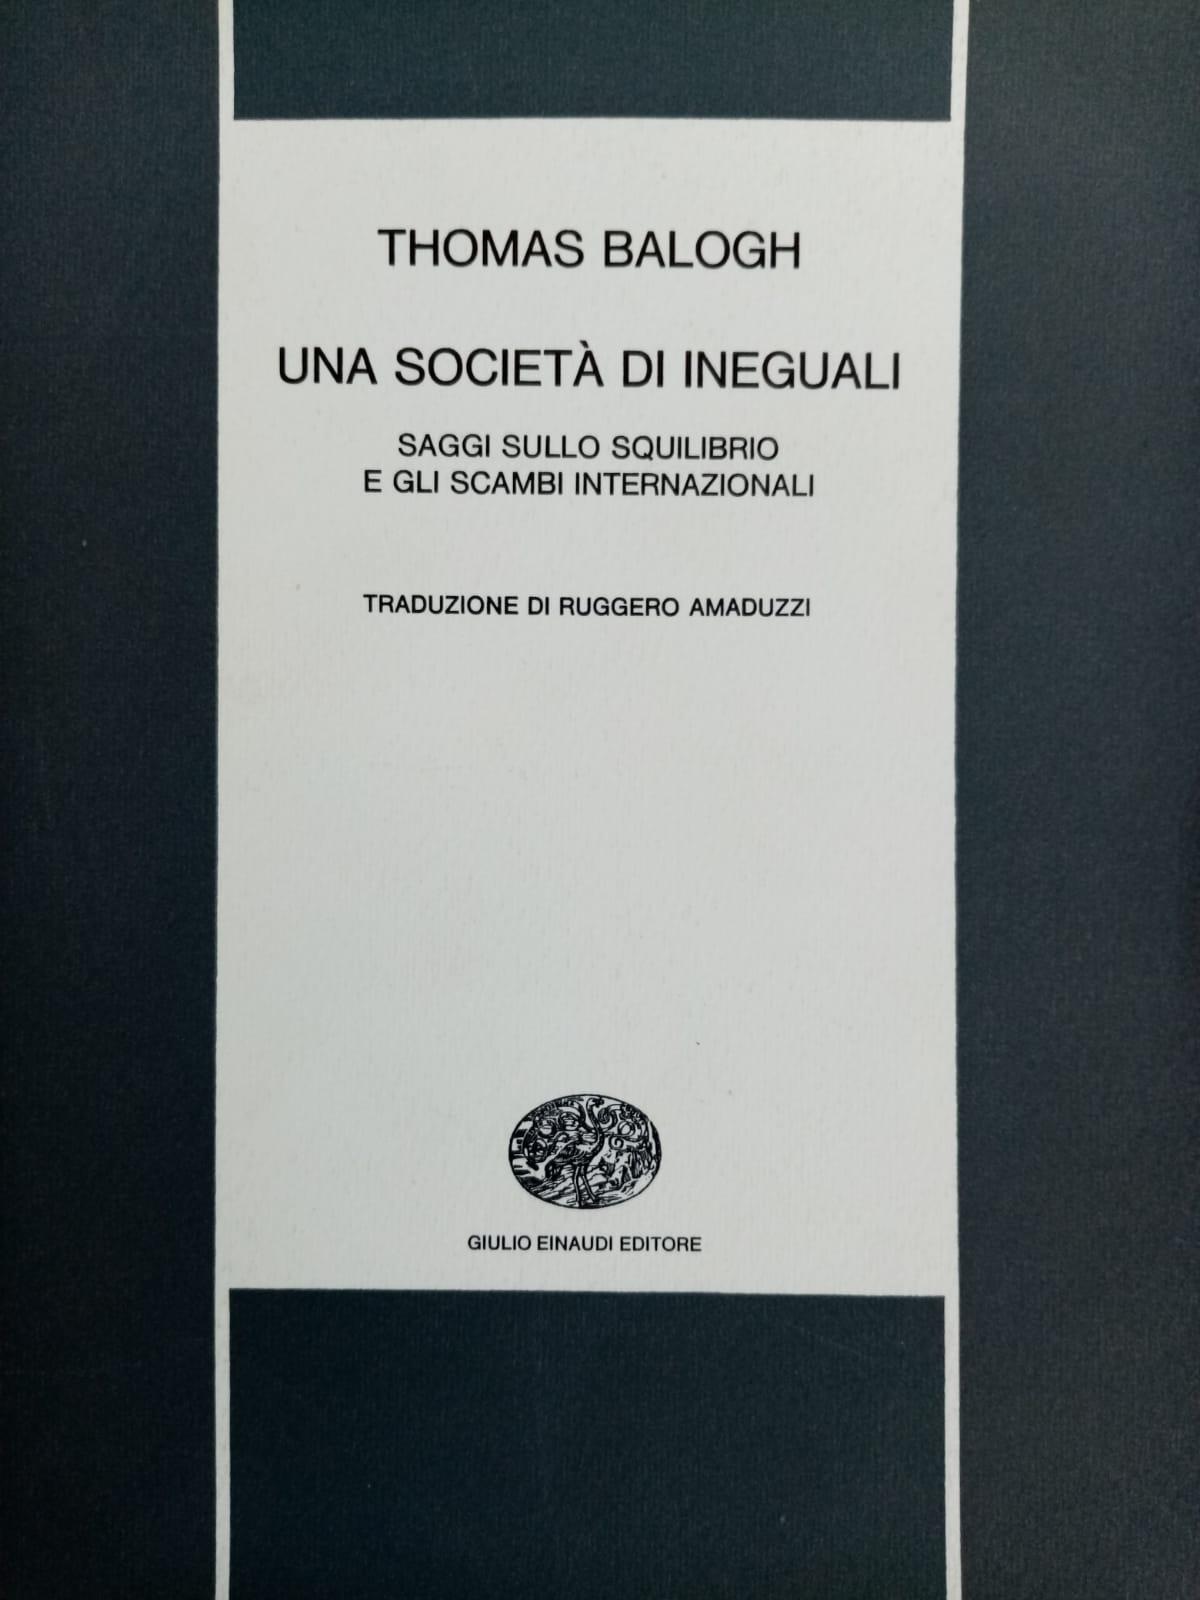 THOMAS BALOGH
UNA SOCIETÀ DI INEGUALI
SAGGI SULLO SQUILIBRIO
E GLI SCAMBI INTERNAZIONALI
TRADUZIONE DI RUGGERO AMADUZZI
GIULIO EINAUDI EDITORE